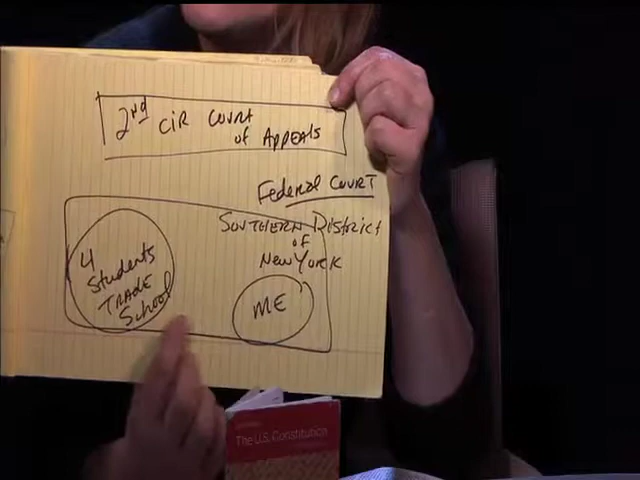 2nd CIR COURT
of APPEALS
Federal COURT
SOUTHERN District
of
New York
4
Students
TRADE
School
ME
The U.S. Constitution